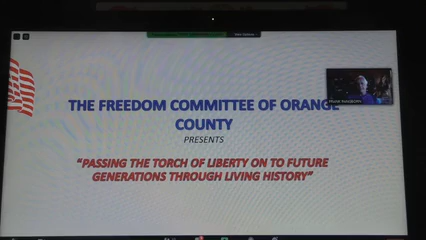 THE FREEDOM COMMITTEE OF ORANGE
COUNTY
PRESENTS
“PASSING THE TORCH OF LIBERTY ON TO FUTURE
GENERATIONS THROUGH LIVING HISTORY”